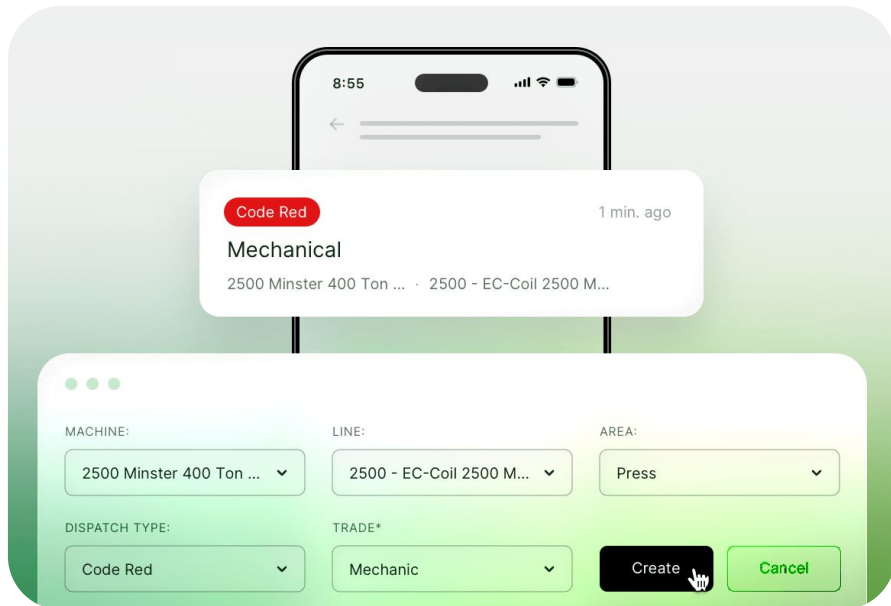 8:55
Code Red
1 min. ago
Mechanical
2500 Minster 400 Ton ... · 2500 - EC-Coil 2500 M...
MACHINE:
LINE:
AREA:
2500 Minster 400 Ton ...
2500 - EC-Coil 2500 M...
Press
DISPATCH TYPE:
TRADE*
Code Red
Mechanic
Create
Cancel